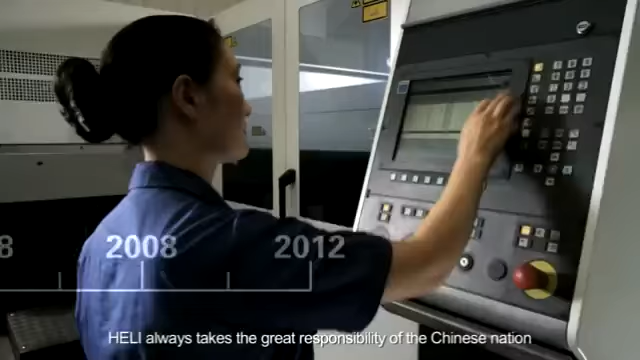 8
2008
2012
HELI always takes the great responsibility of the Chinese nation